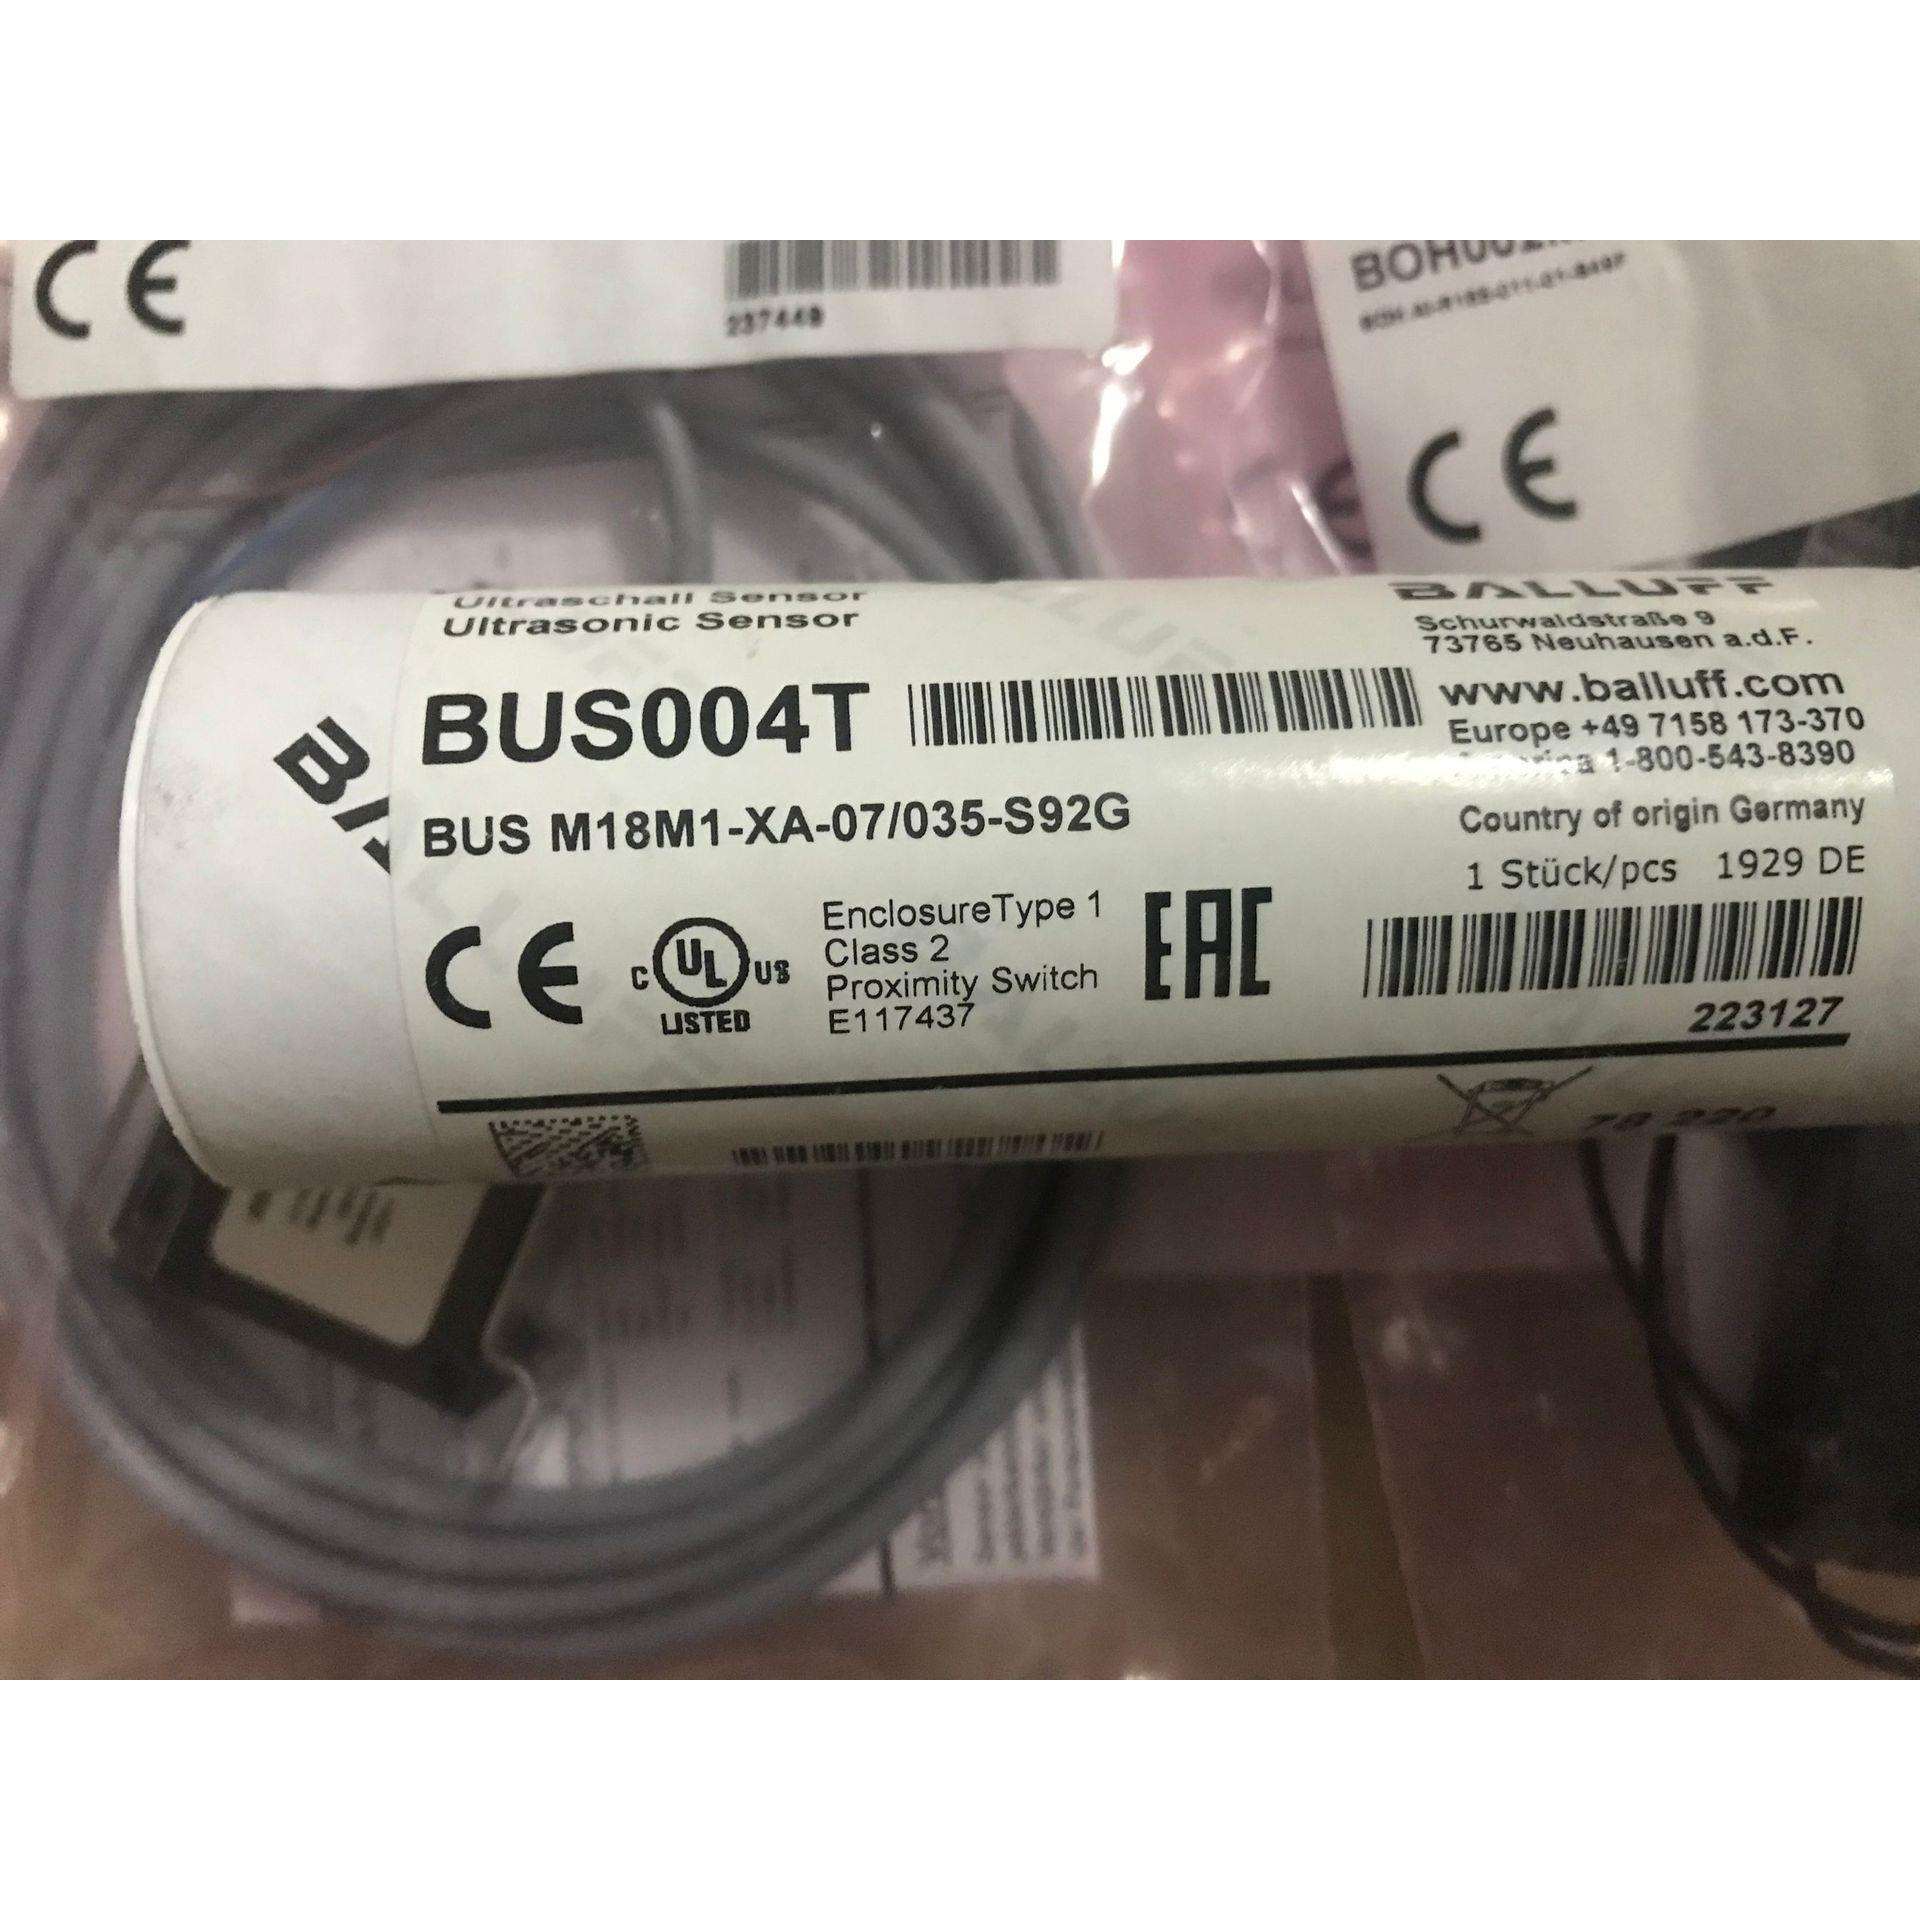 CE
237449
CE
Ultraschall Sensor
Ultrasonic Sensor
BUS004T
BUS M18M1-XA-07/035-S92G
CE
C UL US
LISTED
EnclosureType 1
Class 2
Proximity Switch
E117437
EAC
BALLUFF
Schurwaldstraße 9
73765 Neuhausen a.d.F.
www.balluff.com
Europe +49 7158 173-370
1-800-543-8390
Country of origin Germany
1 Stück/pcs 1929 DE
223127